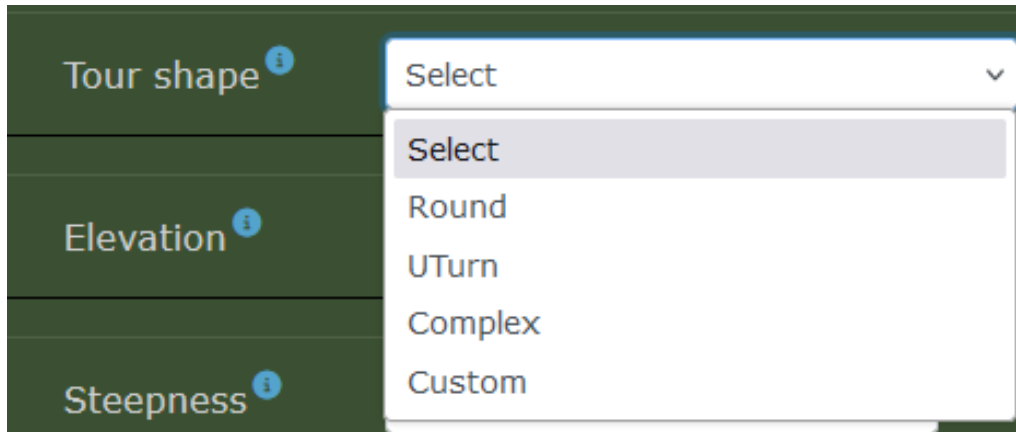 Tour shape
Select
Select
Round
UTurn
Complex
Custom
Elevation
Steepness